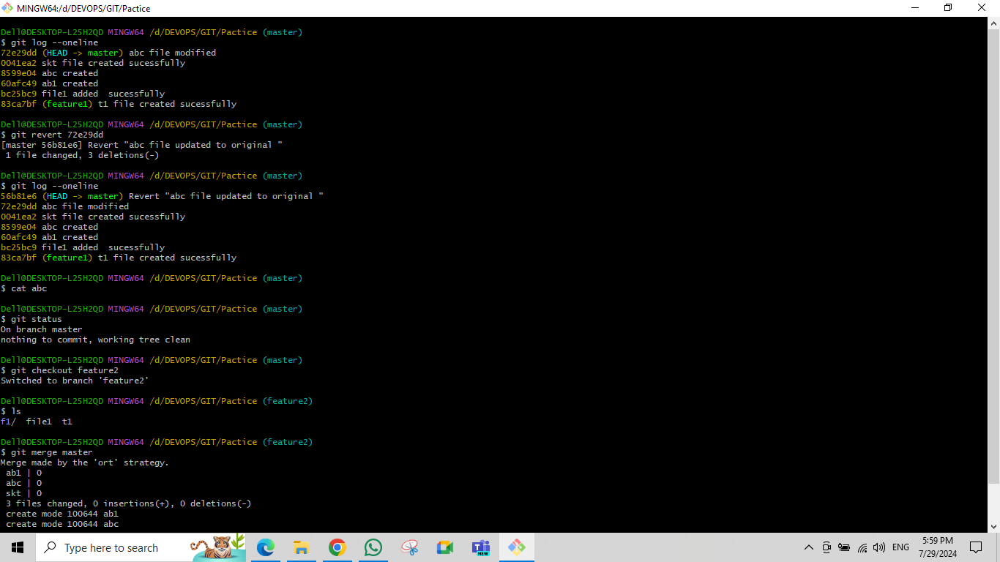 MINGW64:/d/DEVOPS/GIT/Pactice
Dell@DESKTOP-L25H2QD MINGW64 /d/DEVOPS/GIT/Pactice (master)
$ git log --oneline
72e29dd (HEAD -> master) abc file modified
0041ea2 skt file created sucessfully
8599e04 abc created
60afc49 ab1 created
bc25bc9 file1 added  sucessfully
83ca7bf (feature1) t1 file created sucessfully
Dell@DESKTOP-L25H2QD MINGW64 /d/DEVOPS/GIT/Pactice (master)
$ git revert 72e29dd
[master 56b81e6] Revert "abc file updated to original "
 1 file changed, 3 deletions(-)
Dell@DESKTOP-L25H2QD MINGW64 /d/DEVOPS/GIT/Pactice (master)
$ git log --oneline
56b81e6 (HEAD -> master) Revert "abc file updated to original "
72e29dd abc file modified
0041ea2 skt file created sucessfully
8599e04 abc created
60afc49 ab1 created
bc25bc9 file1 added  sucessfully
83ca7bf (feature1) t1 file created sucessfully
Dell@DESKTOP-L25H2QD MINGW64 /d/DEVOPS/GIT/Pactice (master)
$ cat abc
Dell@DESKTOP-L25H2QD MINGW64 /d/DEVOPS/GIT/Pactice (master)
$ git status
On branch master
nothing to commit, working tree clean
Dell@DESKTOP-L25H2QD MINGW64 /d/DEVOPS/GIT/Pactice (master)
$ git checkout feature2
Switched to branch 'feature2'
Dell@DESKTOP-L25H2QD MINGW64 /d/DEVOPS/GIT/Pactice (feature2)
$ ls
f1/  file1  t1
Dell@DESKTOP-L25H2QD MINGW64 /d/DEVOPS/GIT/Pactice (feature2)
$ git merge master
Merge made by the 'ort' strategy.
 ab1 | 0
 abc | 0
 skt | 0
 3 files changed, 0 insertions(+), 0 deletions(-)
 create mode 100644 ab1
 create mode 100644 abc
Type here to search
NEW
ENG
5:59 PM
7/29/2024